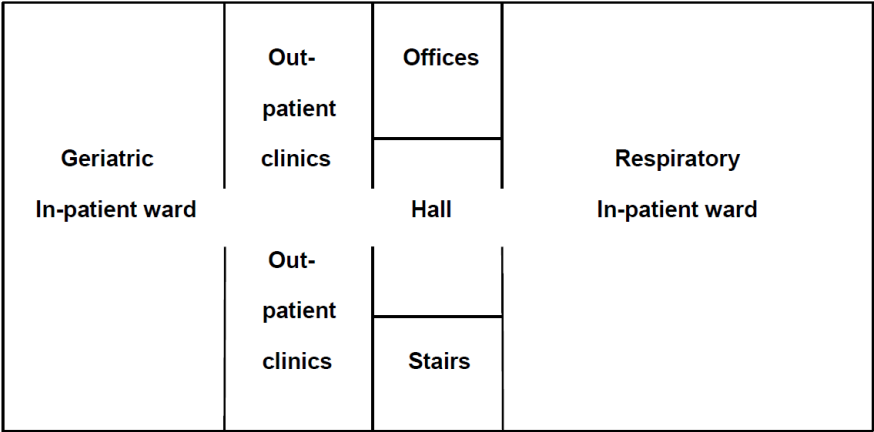 Out-
patient
clinics
Offices
Geriatric
In-patient ward
Hall
Respiratory
In-patient ward
Out-
patient
clinics
Stairs